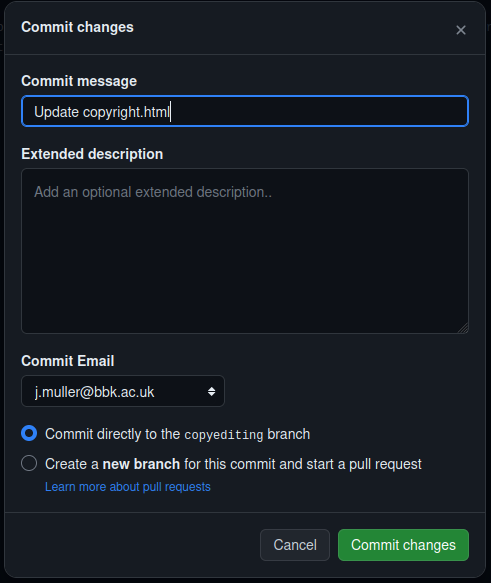 Commit changes
Commit message
Update copyright.html
Extended description
Add an optional extended description..
Commit Email
j.muller@bbk.ac.uk
Commit directly to the copyediting branch
Create a new branch for this commit and start a pull request
Learn more about pull requests
Cancel
Commit changes